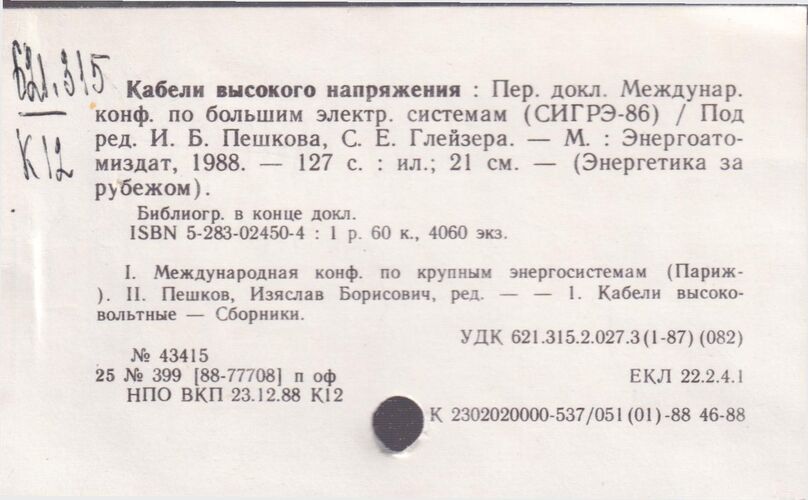 621.315
К12
Кабели высокого напряжения : Пер. докл. Междунар.
конф. по большим электр. системам (СИГРЭ-86) / Под
ред. И. Б. Пешкова, С. Е. Глейзера. — М. : Энергоато-
миздат, 1988. — 127 с. : ил.; 21 см. — (Энергетика за
рубежом).
Библиогр. в конце докл.
ISBN 5-283-02450-4 : 1 р. 60 к., 4060 экз.
I. Международная конф. по крупным энергосистемам (Париж-
). II. Пешков, Изяслав Борисович, ред. — — 1. Кабели высоко-
вольтные — Сборники.
УДК 621.315.2.027.3(1-87)(082)
№ 43415
25 № 399 [88-77708] п оф
ЕКЛ 22.2.4.1
НПО ВКП 23.12.88 К12
К 2302020000-537/051(01)-88 46-88